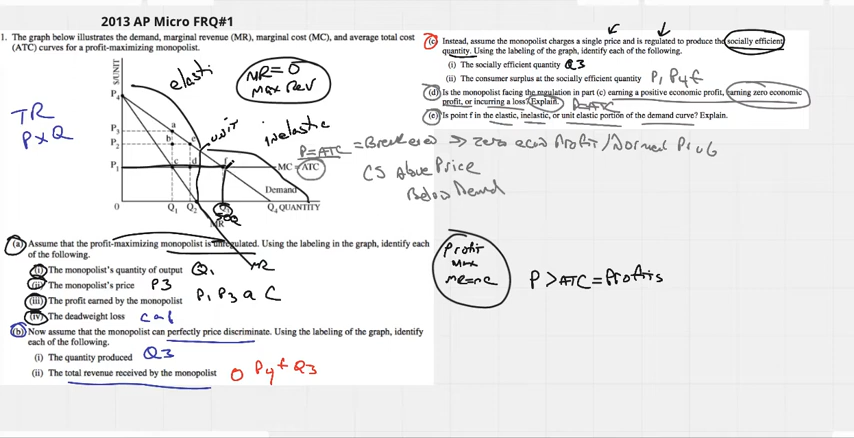 2013 AP Micro FRQ#1
1. The graph below illustrates the demand, marginal revenue (MR), marginal cost (MC), and average total cost
(ATC) curves for a profit-maximizing monopolist.
$/UNIT
P4
P3
P2
P1
0
Q1
Q2
Q4
QUANTITY
a
b
e
c
d
f
MC = ATC
Demand
MR
MR
elasti
unit
inelastic
MR=0
Max Rev
TR
P x Q
SOQ
(a) Assume that the profit-maximizing monopolist is unregulated. Using the labeling in the graph, identify each
of the following.
(i) The monopolist's quantity of output Q1
(ii) The monopolist's price P3
(iii) The profit earned by the monopolist P1 P3 a C
(iv) The deadweight loss caf
(b) Now assume that the monopolist can perfectly price discriminate. Using the labeling of the graph, identify
each of the following.
(i) The quantity produced Q3
(ii) The total revenue received by the monopolist O P4 f Q3
(c) Instead, assume the monopolist charges a single price and is regulated to produce the socially efficient
quantity. Using the labeling of the graph, identify each of the following.
(i) The socially efficient quantity Q3
(ii) The consumer surplus at the socially efficient quantity P1 P4 f
(d) Is the monopolist facing the regulation in part (c) earning a positive economic profit, earning zero economic
profit, or incurring a loss? Explain. P=ATC
(e) Is point f in the elastic, inelastic, or unit elastic portion of the demand curve? Explain.
P=ATC = Breakeven ⇒ Zero econ Profit/Normal
CS Above Price
Below Demand
Profit
Max
MR=MC
P > ATC = Profits